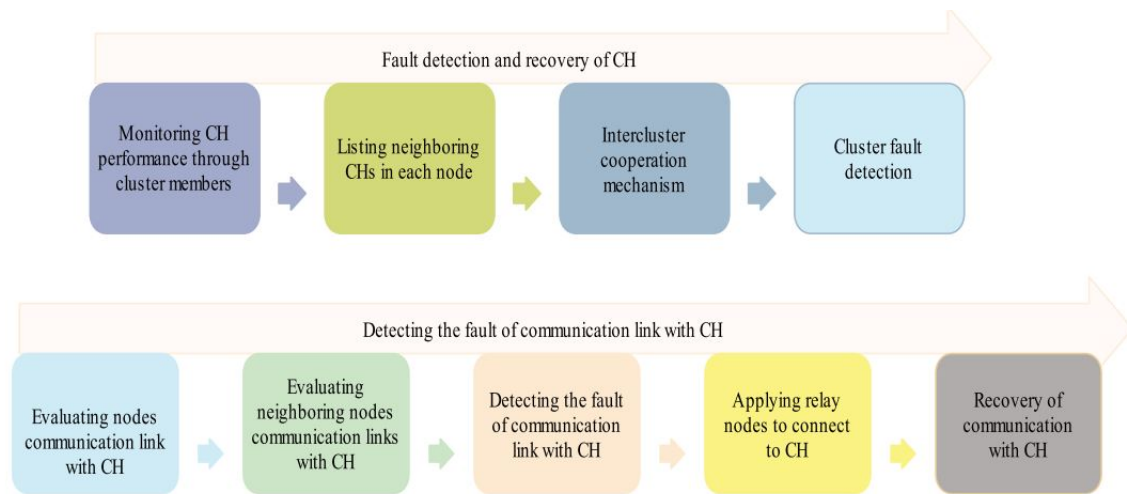 Fault detection and recovery of CH
Monitoring CH
performance through
cluster members
Listing neighboring
CHs in each node
Intercluster
cooperation
mechanism
Cluster fault
detection
Detecting the fault of communication link with CH
Evaluating nodes
communication link
with CH
Evaluating
neighboring nodes
communication links
with CH
Detecting the fault
of communication
link with CH
Applying relay
nodes to connect
to CH
Recovery of
communication
with CH